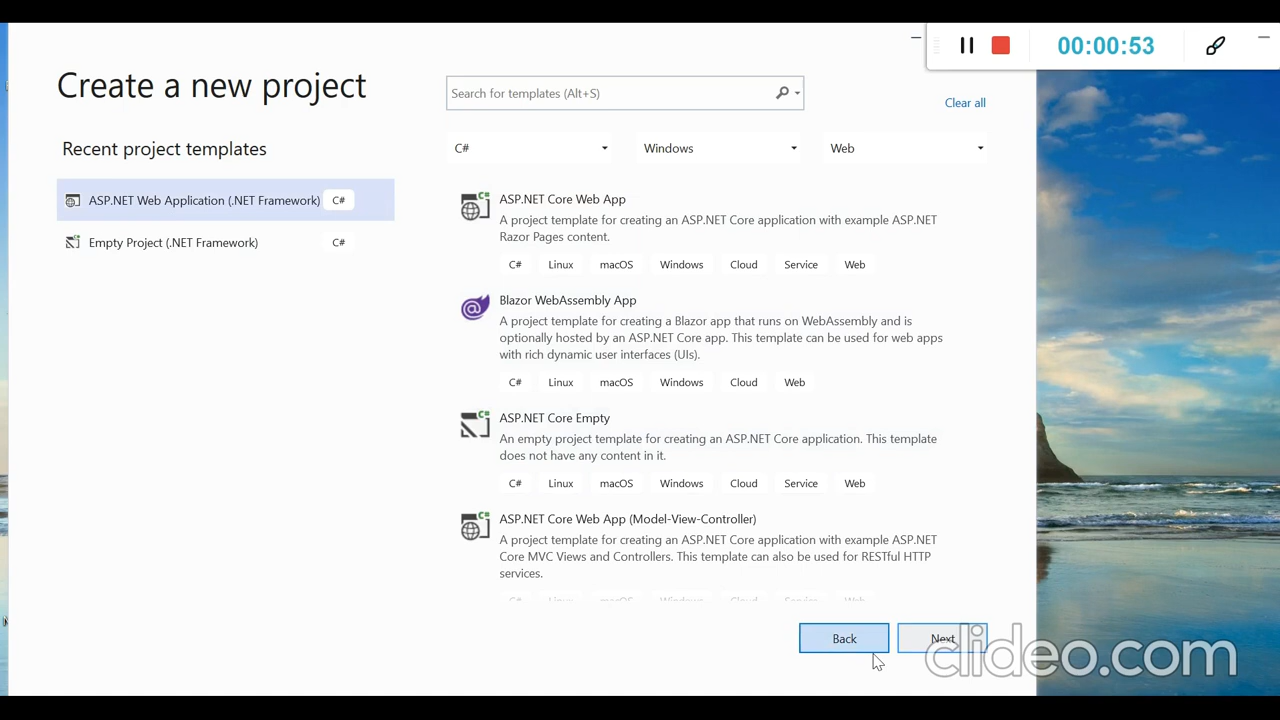 00:00:53
Create a new project
Search for templates (Alt+S)
Clear all
Recent project templates
C#
Windows
Web
ASP.NET Web Application (.NET Framework) C#
Empty Project (.NET Framework) C#
ASP.NET Core Web App
A project template for creating an ASP.NET Core application with example ASP.NET
Razor Pages content.
C# Linux macOS Windows Cloud Service Web
Blazor WebAssembly App
A project template for creating a Blazor app that runs on WebAssembly and is
optionally hosted by an ASP.NET Core app. This template can be used for web apps
with rich dynamic user interfaces (UIs).
C# Linux macOS Windows Cloud Web
ASP.NET Core Empty
An empty project template for creating an ASP.NET Core application. This template
does not have any content in it.
C# Linux macOS Windows Cloud Service Web
ASP.NET Core Web App (Model-View-Controller)
A project template for creating an ASP.NET Core application with example ASP.NET
Core MVC Views and Controllers. This template can also be used for RESTful HTTP
services.
C# Linux macOS Windows Cloud Service Web
Back
Next
clideo.com